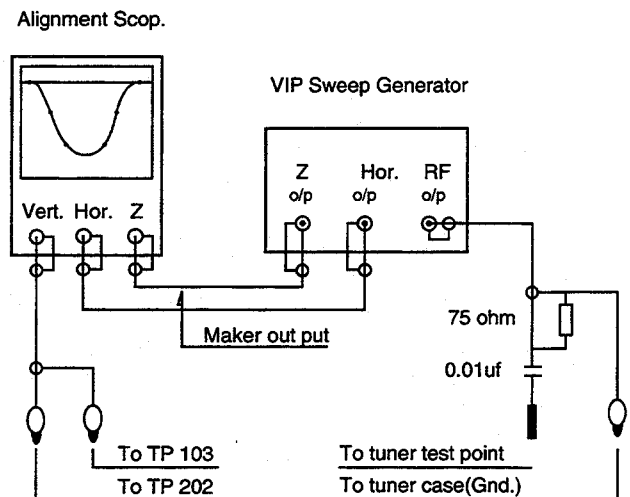 Alignment Scop.
VIP Sweep Generator
Z Hor. RF
o/p o/p o/p
Vert. Hor. Z
75 ohm
Maker out put
0.01uf
To TP 103
To TP 202
To tuner test point
To tuner case(Gnd.)